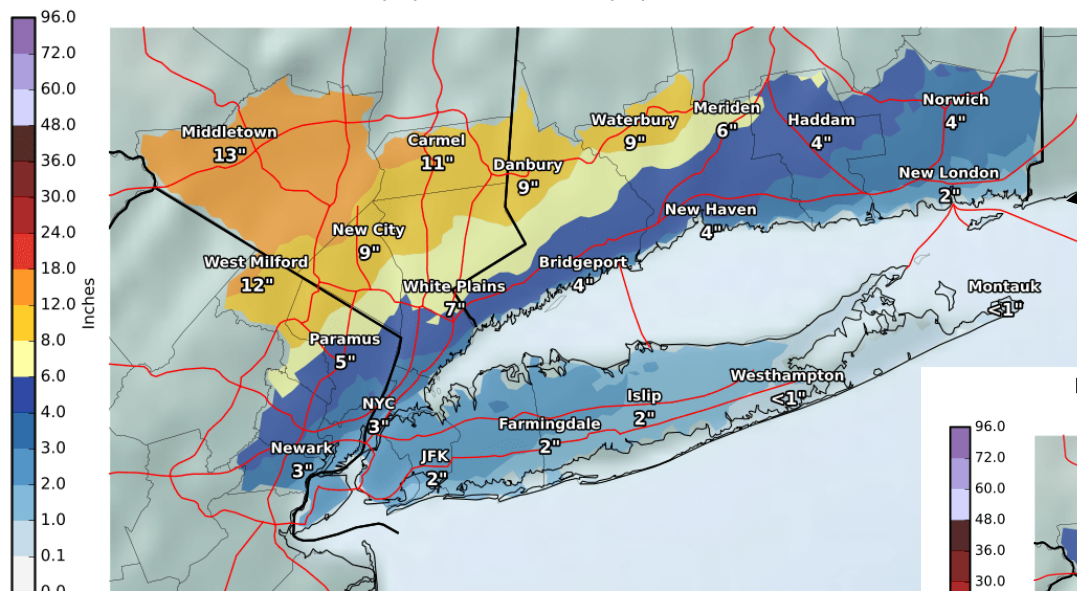 96.0
72.0
60.0
48.0
36.0
30.0
24.0
18.0
12.0
8.0
6.0
4.0
3.0
2.0
1.0
0.1
0.0
Inches
Middletown
13"
Carmel
11"
Danbury
9"
Waterbury
9"
Meriden
6"
Haddam
4"
Norwich
4"
New London
2"
New Haven
4"
New City
9"
West Milford
12"
White Plains
7"
Bridgeport
4"
Montauk
<1"
Paramus
5"
NYC
3"
Westhampton
<1"
Islip
2"
Farmingdale
2"
Newark
3"
JFK
2"
96.0
72.0
60.0
48.0
36.0
30.0